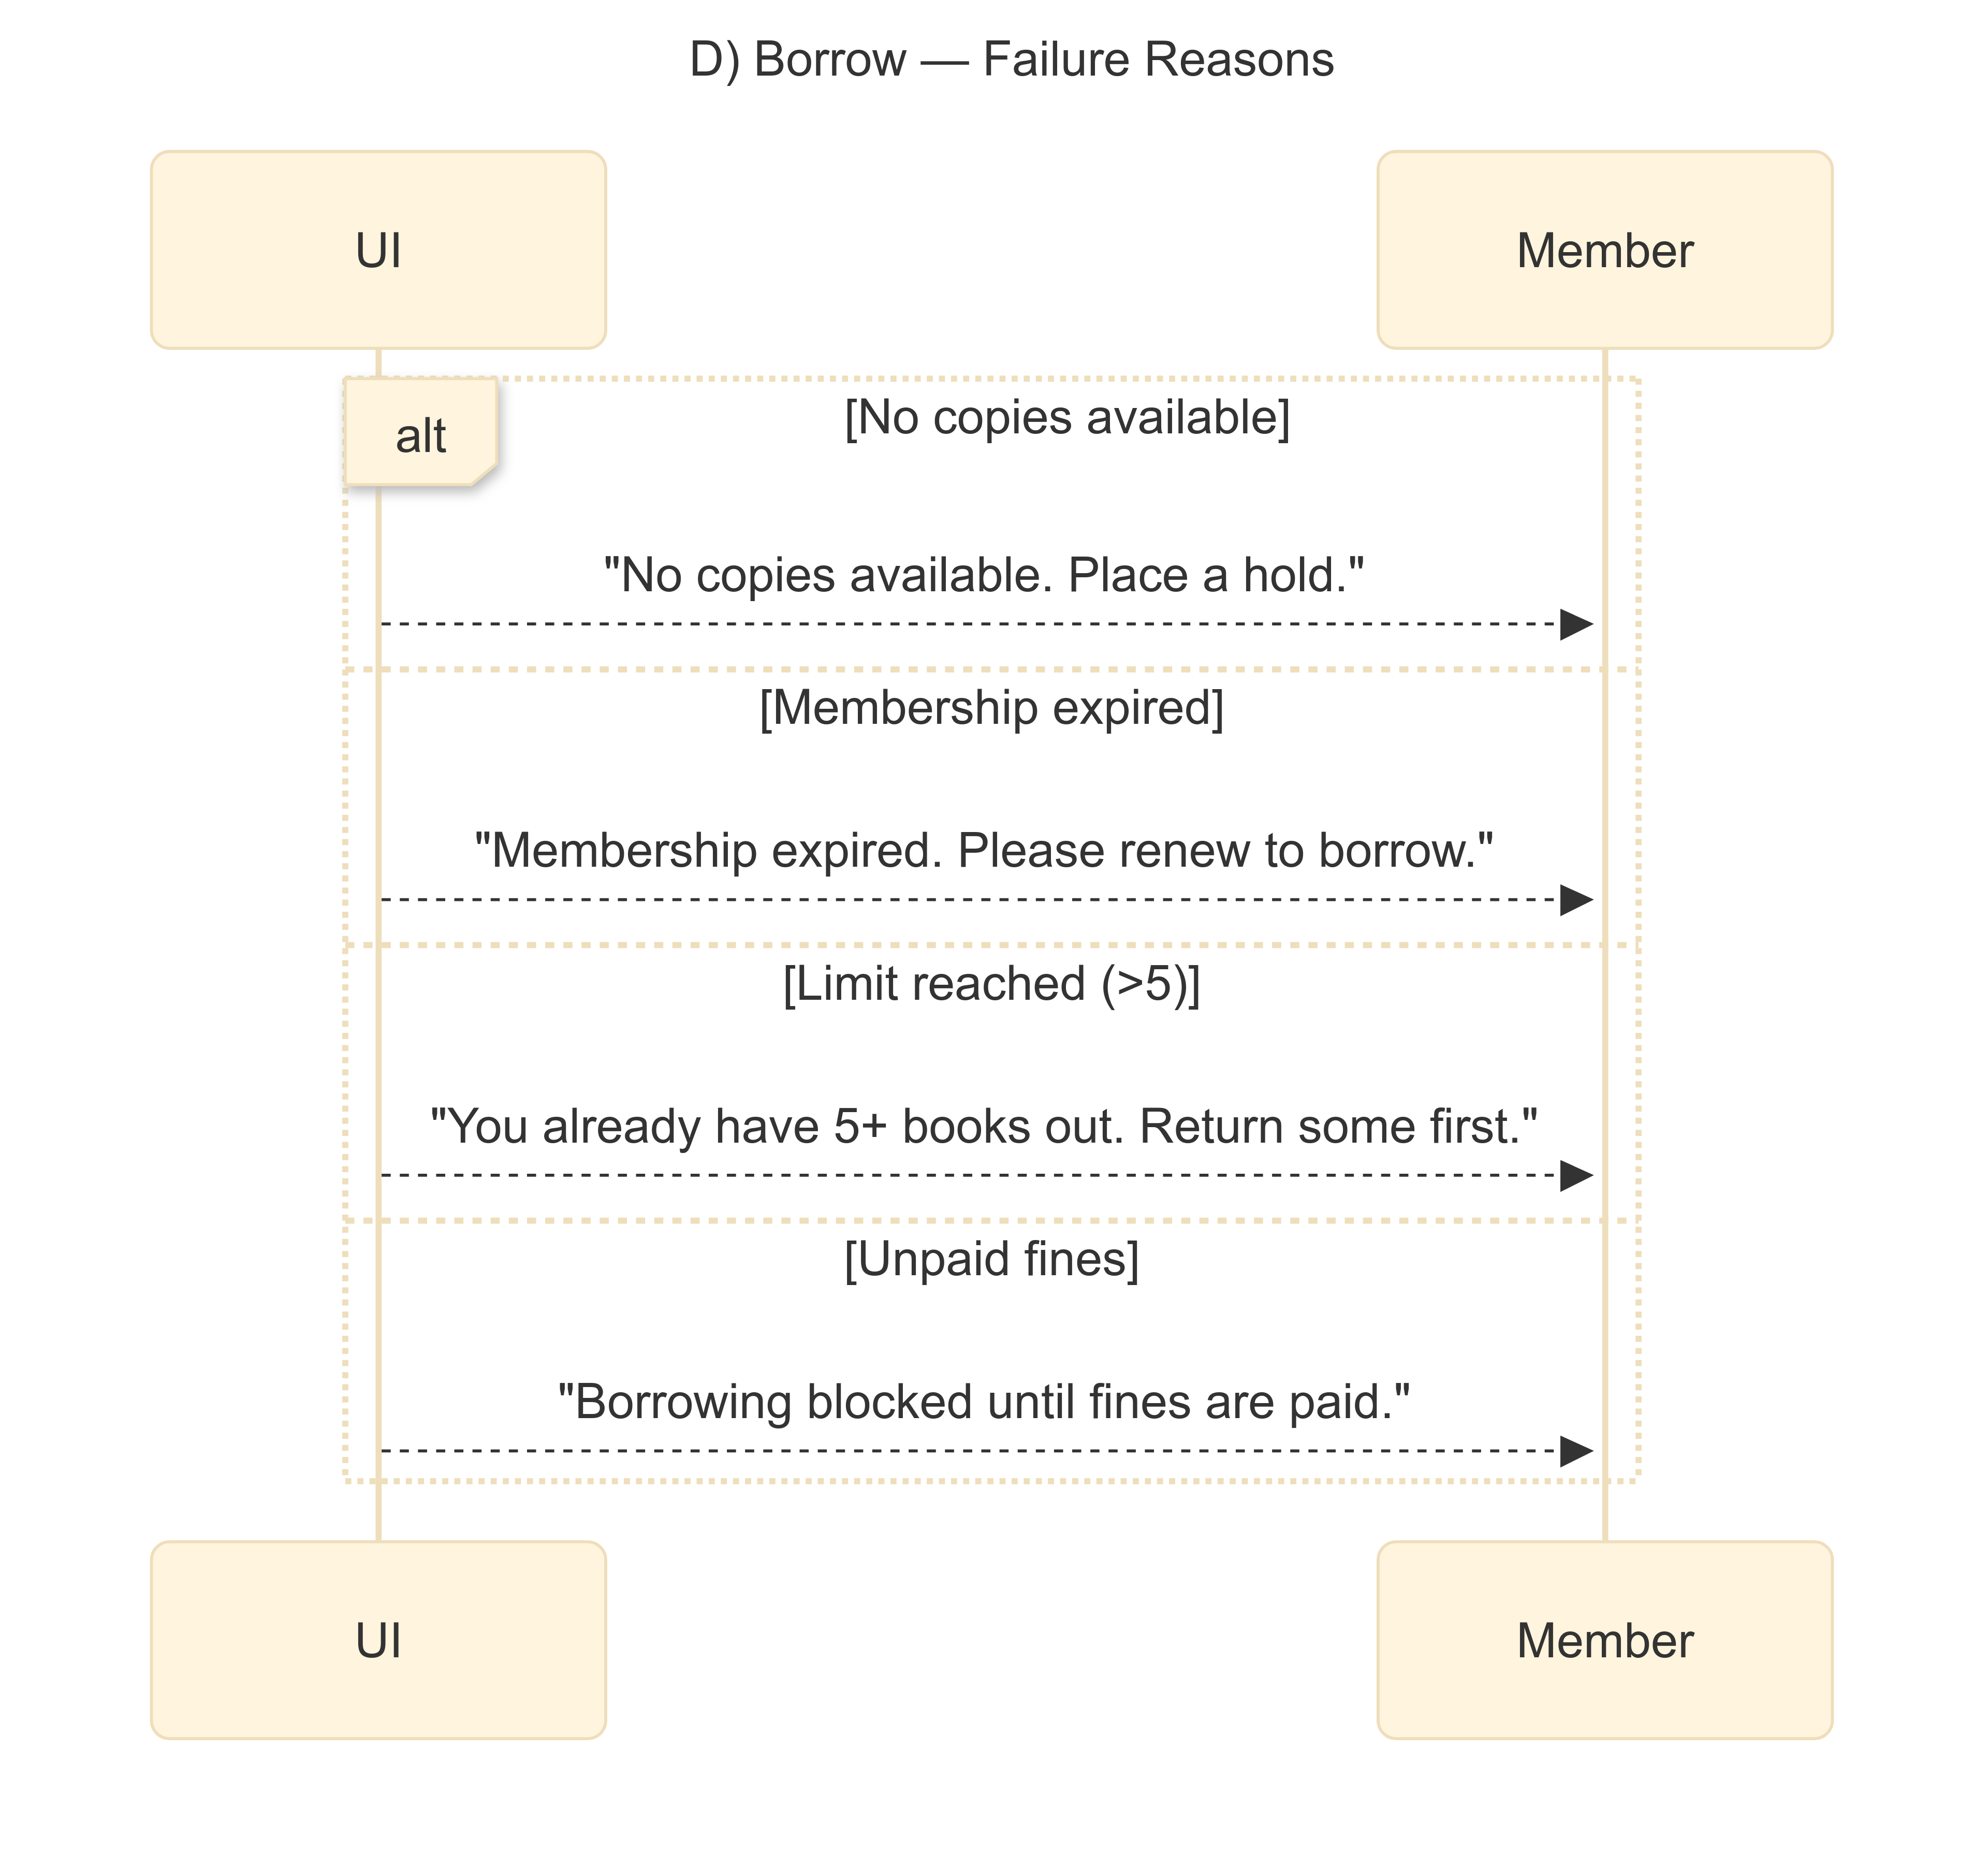 D) Borrow — Failure Reasons
UI
Member
alt
[No copies available]
"No copies available. Place a hold."
[Membership expired]
"Membership expired. Please renew to borrow."
[Limit reached (>5)]
"You already have 5+ books out. Return some first."
[Unpaid fines]
"Borrowing blocked until fines are paid."
UI
Member